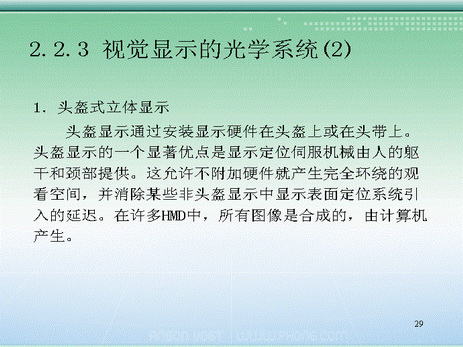 2.2.3 视觉显示的光学系统(2)
1. 头盔式立体显示
头盔显示通过安装显示硬件在头盔上或在头带上。
头盔显示的一个显著优点是显示定位伺服机械由人的躯
干和颈部提供。这允许不附加硬件就产生完全环绕的观
看空间，并消除某些非头盔显示中显示表面定位系统引
入的延迟。在许多HMD中，所有图像是合成的，由计算机
产生。
29